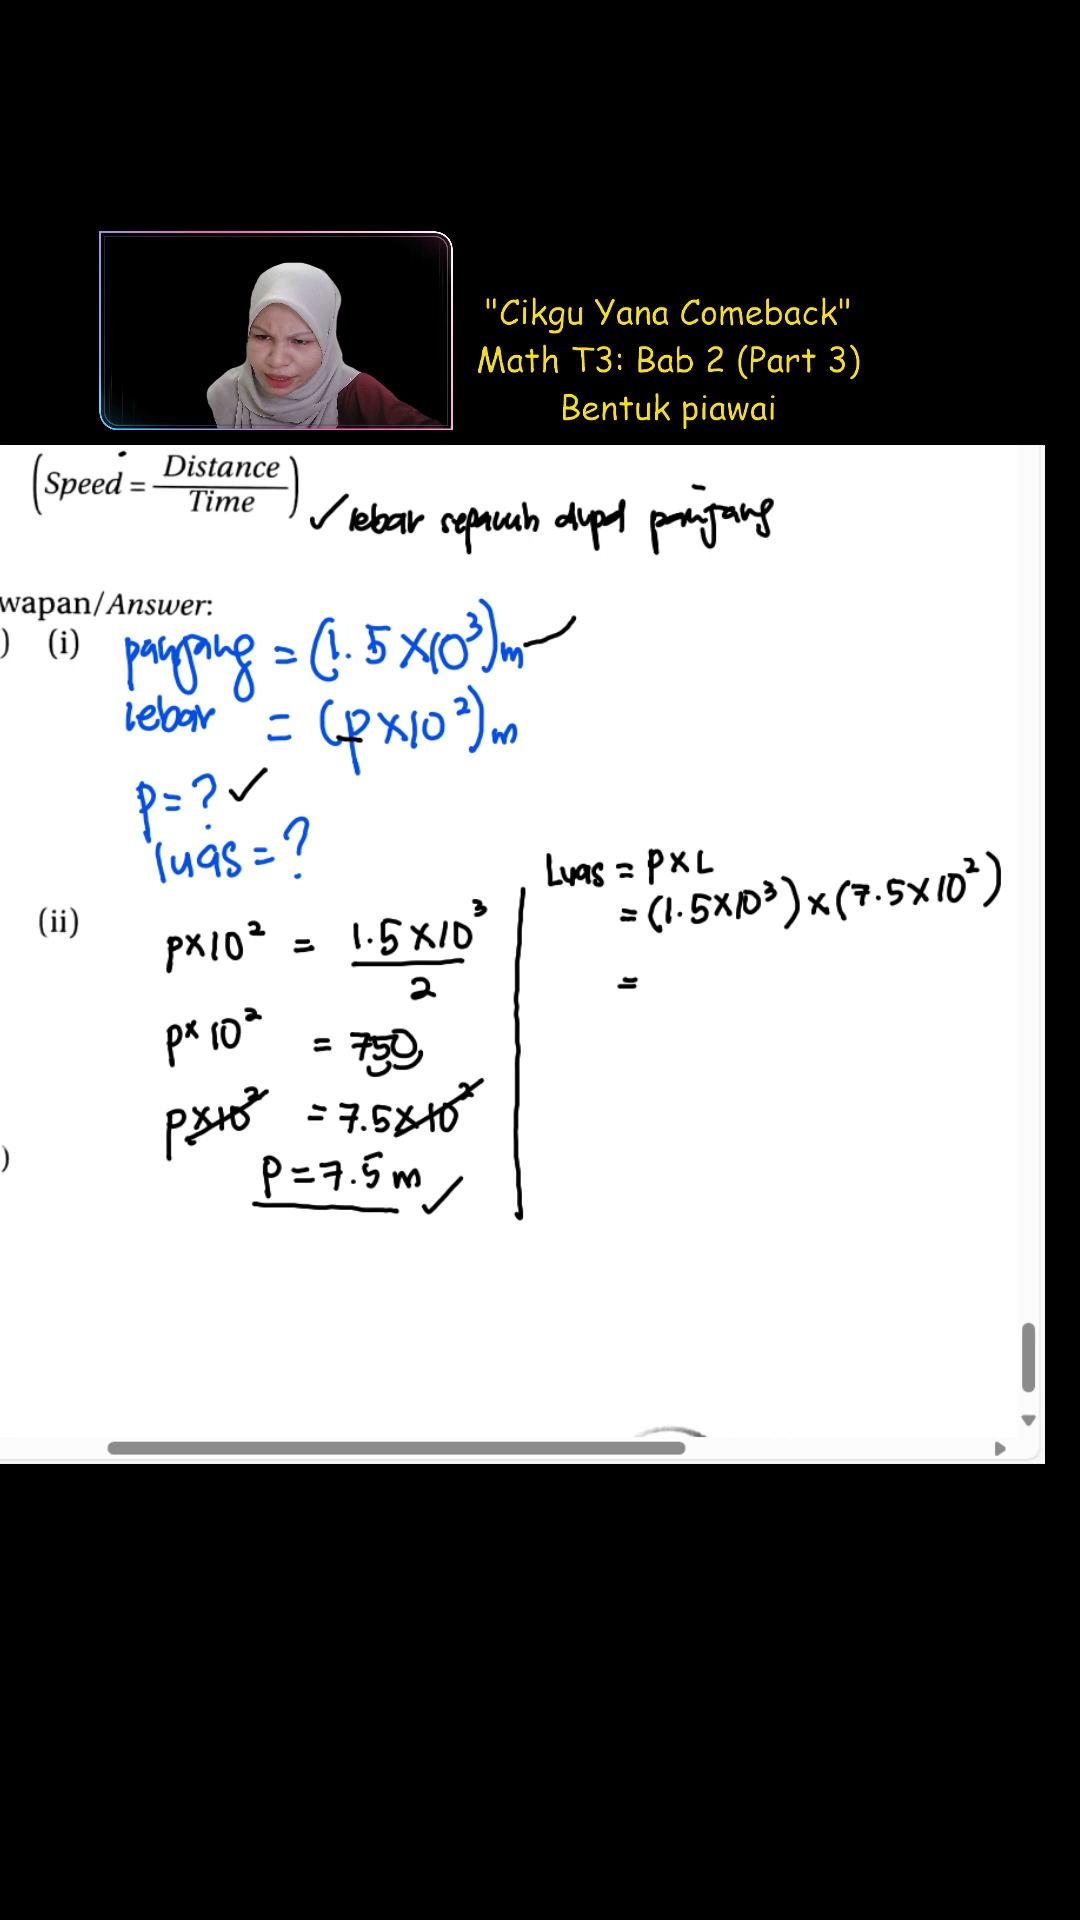 "Cikgu Yana Comeback"
Math T3: Bab 2 (Part 3)
Bentuk piawai
(Speed = Distance / Time)
✓ lebar separuh drpd panjang
wapan/Answer:
) (i) panjang = (1.5 × 10³) m ✓
lebar = (p × 10²) m
p = ? ✓
luas = ?
(ii) p × 10² = 1.5 × 10³ / 2
p × 10² = 750
p × 10² = 7.5 × 10²
P = 7.5 m ✓
)
Luas = P × L
= (1.5 × 10³) × (7.5 × 10²)
=